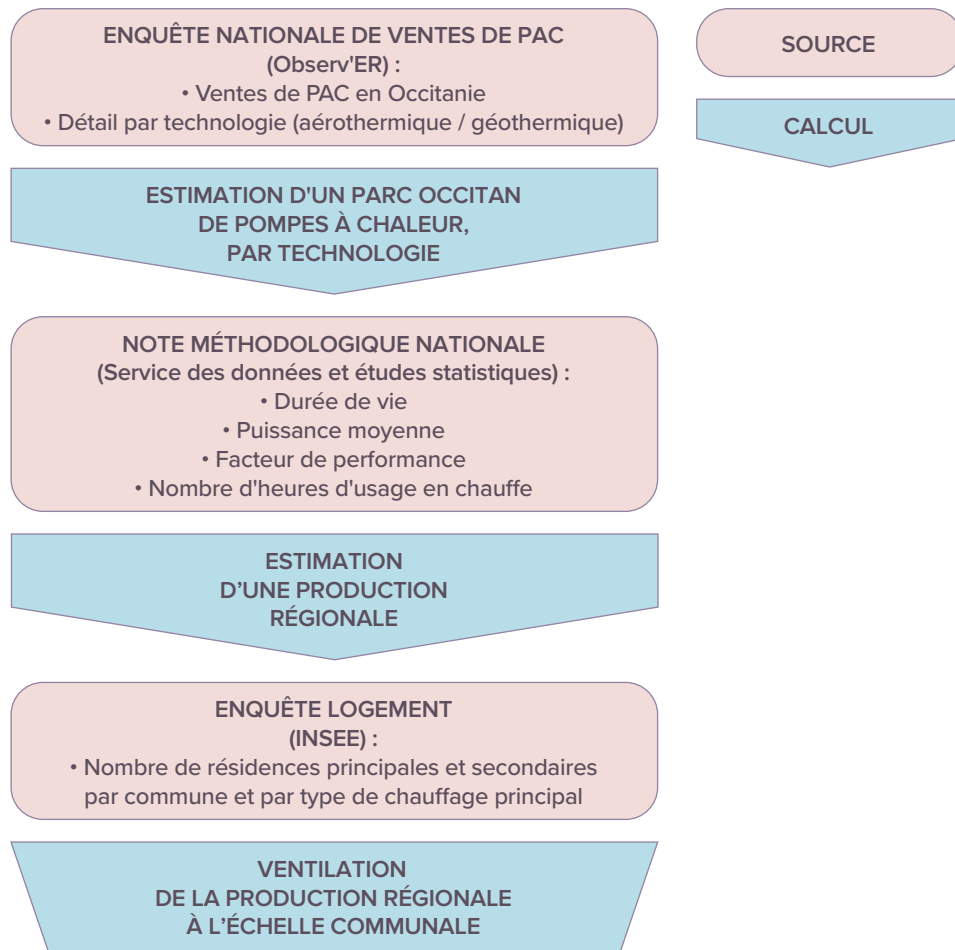 ENQUÊTE NATIONALE DE VENTES DE PAC
(Observ'ER) :
• Ventes de PAC en Occitanie
• Détail par technologie (aérothermique / géothermique)
SOURCE
CALCUL
ESTIMATION D'UN PARC OCCITAN
DE POMPES À CHALEUR,
PAR TECHNOLOGIE
NOTE MÉTHODOLOGIQUE NATIONALE
(Service des données et études statistiques) :
• Durée de vie
• Puissance moyenne
• Facteur de performance
• Nombre d'heures d'usage en chauffe
ESTIMATION
D’UNE PRODUCTION
RÉGIONALE
ENQUÊTE LOGEMENT
(INSEE) :
• Nombre de résidences principales et secondaires
par commune et par type de chauffage principal
VENTILATION
DE LA PRODUCTION RÉGIONALE
À L’ÉCHELLE COMMUNALE